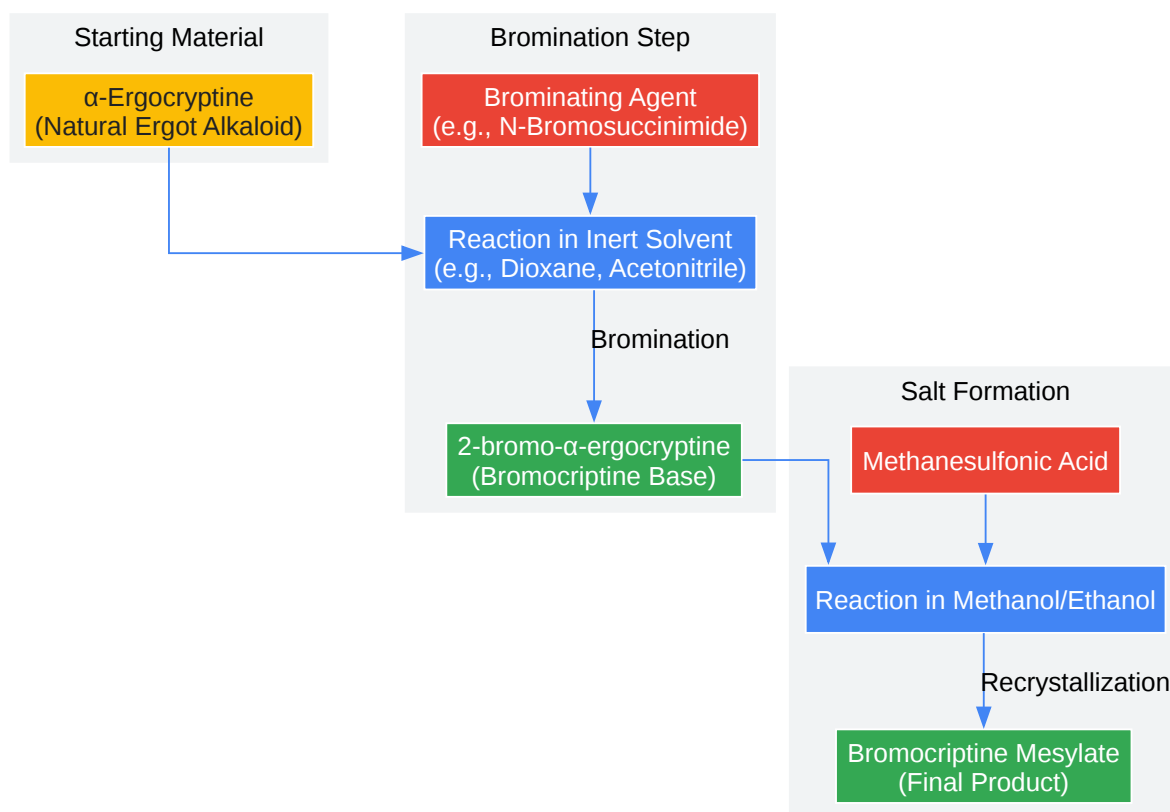 Starting Material
α-Ergocryptine
(Natural Ergot Alkaloid)
Bromination Step
Brominating Agent
(e.g., N-Bromosuccinimide)
Reaction in Inert Solvent
(e.g., Dioxane, Acetonitrile)
Bromination
2-bromo-α-ergocryptine
(Bromocriptine Base)
Salt Formation
Methanesulfonic Acid
Reaction in Methanol/Ethanol
Recrystallization
Bromocriptine Mesylate
(Final Product)